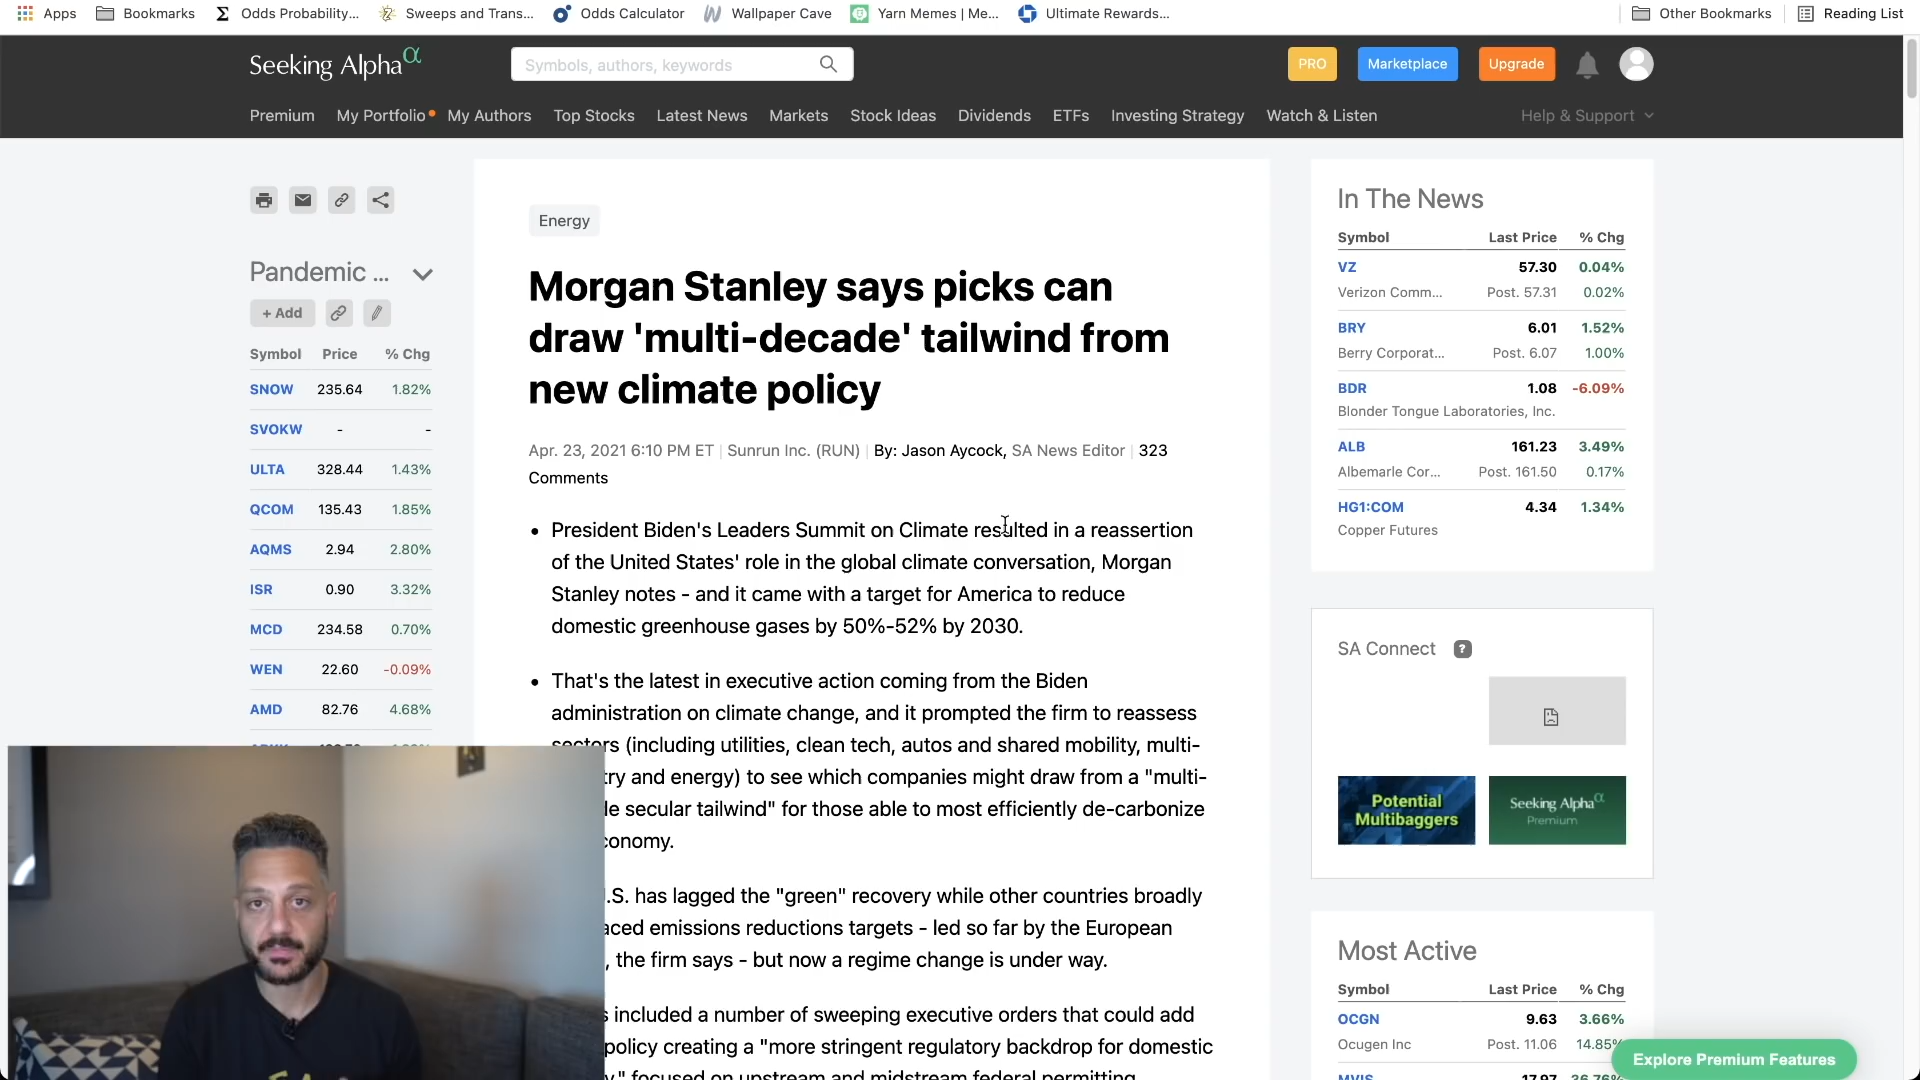 Apps Bookmarks Odds Probability... Sweeps and Trans... Odds Calculator Wallpaper Cave Yarn Memes | Me... Ultimate Rewards... Other Bookmarks Reading List
Seeking Alpha α
Symbols, authors, keywords
PRO Marketplace Upgrade
Premium My Portfolio My Authors Top Stocks Latest News Markets Stock Ideas Dividends ETFs Investing Strategy Watch & Listen Help & Support
Pandemic ...
+ Add
Symbol Price % Chg
SNOW 235.64 1.82%
SVOKW - -
ULTA 328.44 1.43%
QCOM 135.43 1.85%
AQMS 2.94 2.80%
ISR 0.90 3.32%
MCD 234.58 0.70%
WEN 22.60 -0.09%
AMD 82.76 4.68%
Energy
Morgan Stanley says picks can
draw 'multi-decade' tailwind from
new climate policy
Apr. 23, 2021 6:10 PM ET | Sunrun Inc. (RUN) | By: Jason Aycock, SA News Editor | 323
Comments
• President Biden's Leaders Summit on Climate resulted in a reassertion
of the United States' role in the global climate conversation, Morgan
Stanley notes - and it came with a target for America to reduce
domestic greenhouse gases by 50%-52% by 2030.
• That's the latest in executive action coming from the Biden
administration on climate change, and it prompted the firm to reassess
sectors (including utilities, clean tech, autos and shared mobility, multi-
try and energy) to see which companies might draw from a "multi-
le secular tailwind" for those able to most efficiently de-carbonize
conomy.
.S. has lagged the "green" recovery while other countries broadly
aced emissions reductions targets - led so far by the European
, the firm says - but now a regime change is under way.
s included a number of sweeping executive orders that could add
policy creating a "more stringent regulatory backdrop for domestic
y," focused on upstream and midstream federal permitting
In The News
Symbol Last Price % Chg
VZ 57.30 0.04%
Verizon Comm... Post. 57.31 0.02%
BRY 6.01 1.52%
Berry Corporat... Post. 6.07 1.00%
BDR 1.08 -6.09%
Blonder Tongue Laboratories, Inc.
ALB 161.23 3.49%
Albemarle Cor... Post. 161.50 0.17%
HG1:COM 4.34 1.34%
Copper Futures
SA Connect ?
Potential
Multibaggers
Seeking Alpha α
Premium
Most Active
Symbol Last Price % Chg
OCGN 9.63 3.66%
Ocugen Inc Post. 11.06 14.85%
MVIS 17.97 36.76%
Explore Premium Features